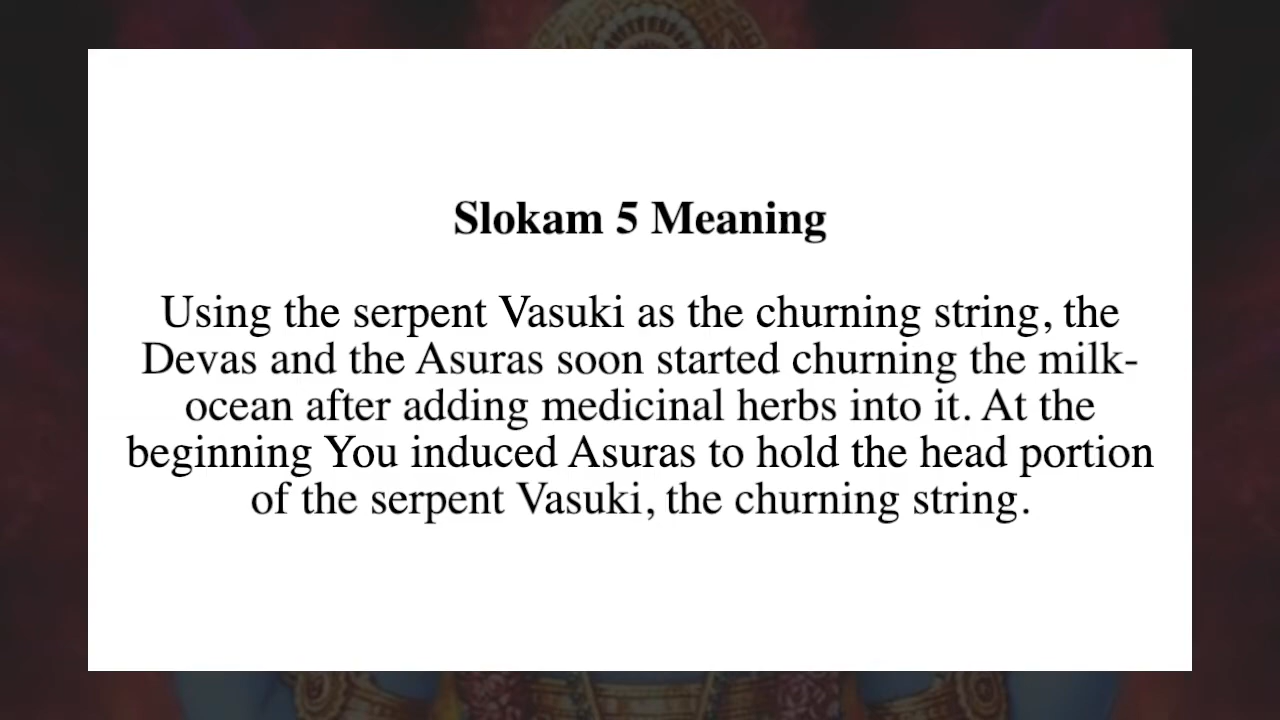 Slokam 5 Meaning
Using the serpent Vasuki as the churning string, the
Devas and the Asuras soon started churning the milk-
ocean after adding medicinal herbs into it. At the
beginning You induced Asuras to hold the head portion
of the serpent Vasuki, the churning string.